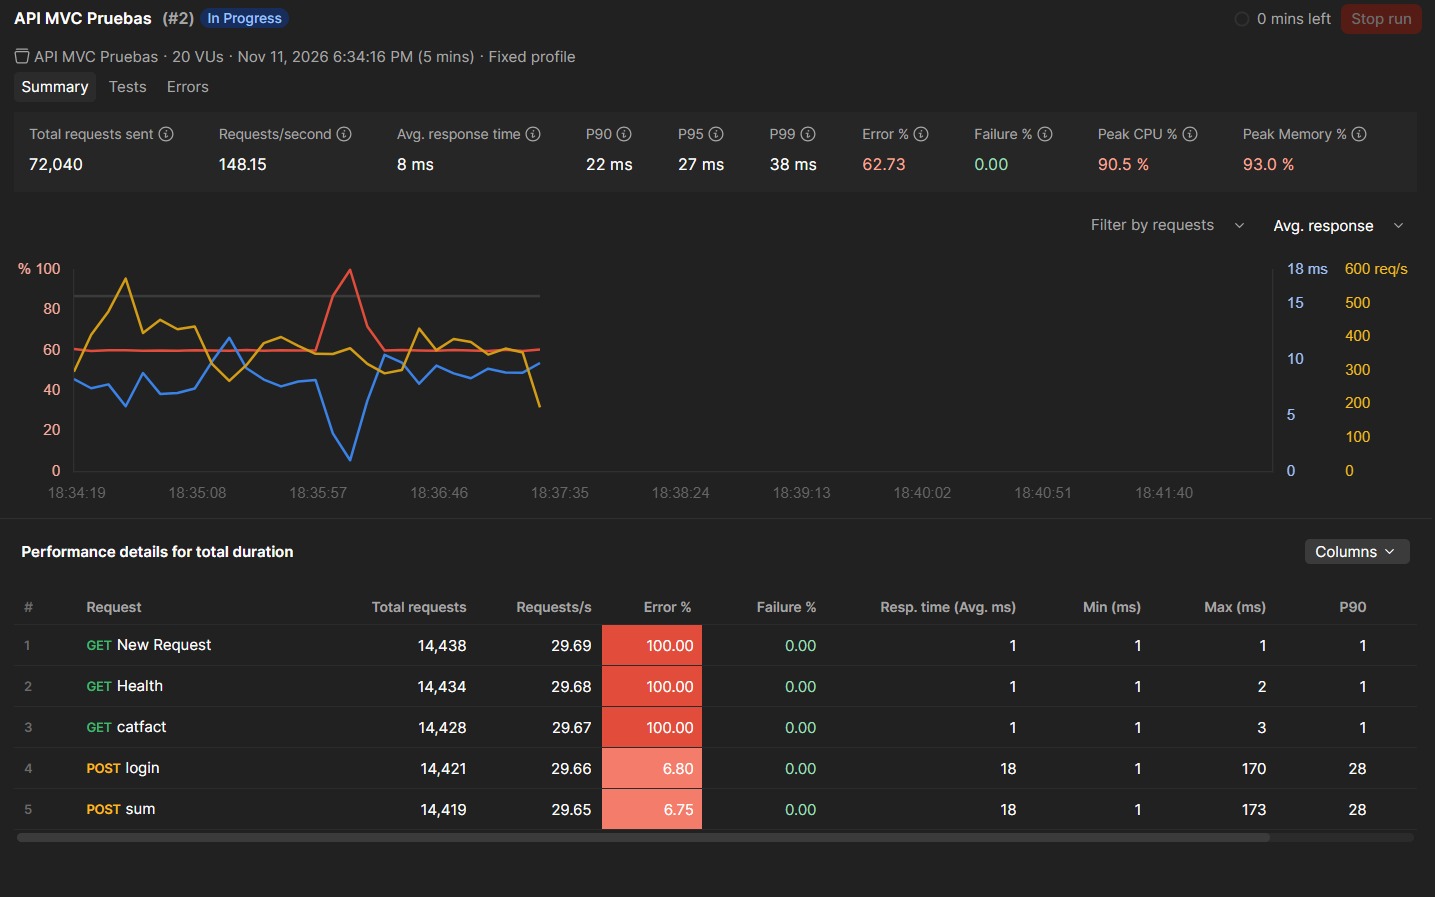 API MVC Pruebas (#2) In Progress 0 mins left Stop run
API MVC Pruebas · 20 VUs · Nov 11, 2026 6:34:16 PM (5 mins) · Fixed profile
Summary Tests Errors
Total requests sent Requests/second Avg. response time P90 P95 P99 Error % Failure % Peak CPU % Peak Memory %
72,040 148.15 8 ms 22 ms 27 ms 38 ms 62.73 0.00 90.5 % 93.0 %
Filter by requests Avg. response
% 100 18 ms 600 req/s
80 15 500
60 10 400
40 5 300
20 0 200
0 100
0
18:34:19 18:35:08 18:35:57 18:36:46 18:37:35 18:38:24 18:39:13 18:40:02 18:40:51 18:41:40
Performance details for total duration Columns
# Request Total requests Requests/s Error % Failure % Resp. time (Avg. ms) Min (ms) Max (ms) P90
1 GET New Request 14,438 29.69 100.00 0.00 1 1 1 1
2 GET Health 14,434 29.68 100.00 0.00 1 1 2 1
3 GET catfact 14,428 29.67 100.00 0.00 1 1 3 1
4 POST login 14,421 29.66 6.80 0.00 18 1 170 28
5 POST sum 14,419 29.65 6.75 0.00 18 1 173 28